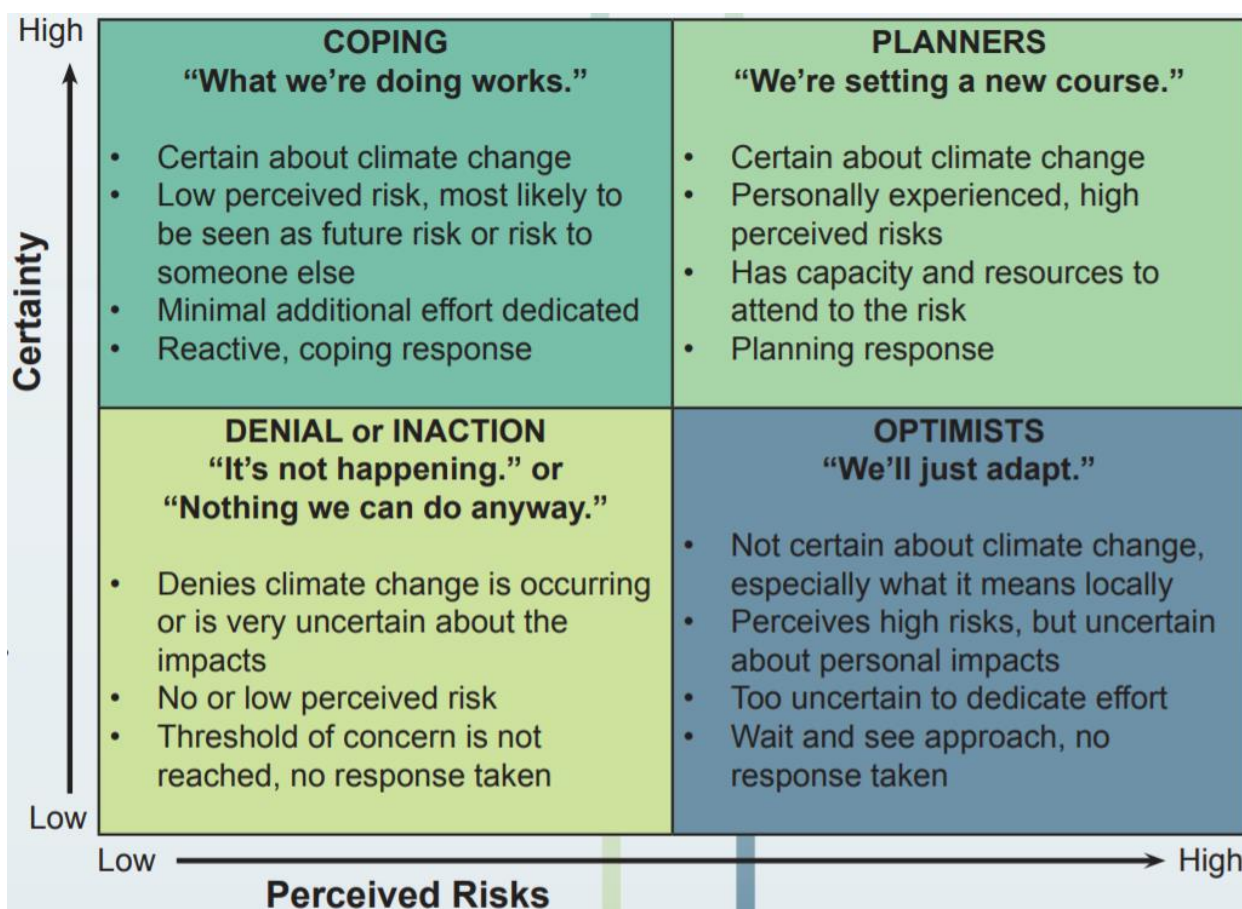 High
Certainty
Low
COPING
“What we’re doing works.”
• Certain about climate change
• Low perceived risk, most likely to
be seen as future risk or risk to
someone else
• Minimal additional effort dedicated
• Reactive, coping response
PLANNERS
“We’re setting a new course.”
• Certain about climate change
• Personally experienced, high
perceived risks
• Has capacity and resources to
attend to the risk
• Planning response
DENIAL or INACTION
“It’s not happening.” or
“Nothing we can do anyway.”
• Denies climate change is occurring
or is very uncertain about the
impacts
• No or low perceived risk
• Threshold of concern is not
reached, no response taken
OPTIMISTS
“We’ll just adapt.”
• Not certain about climate change,
especially what it means locally
• Perceives high risks, but uncertain
about personal impacts
• Too uncertain to dedicate effort
• Wait and see approach, no
response taken
Low
High
Perceived Risks